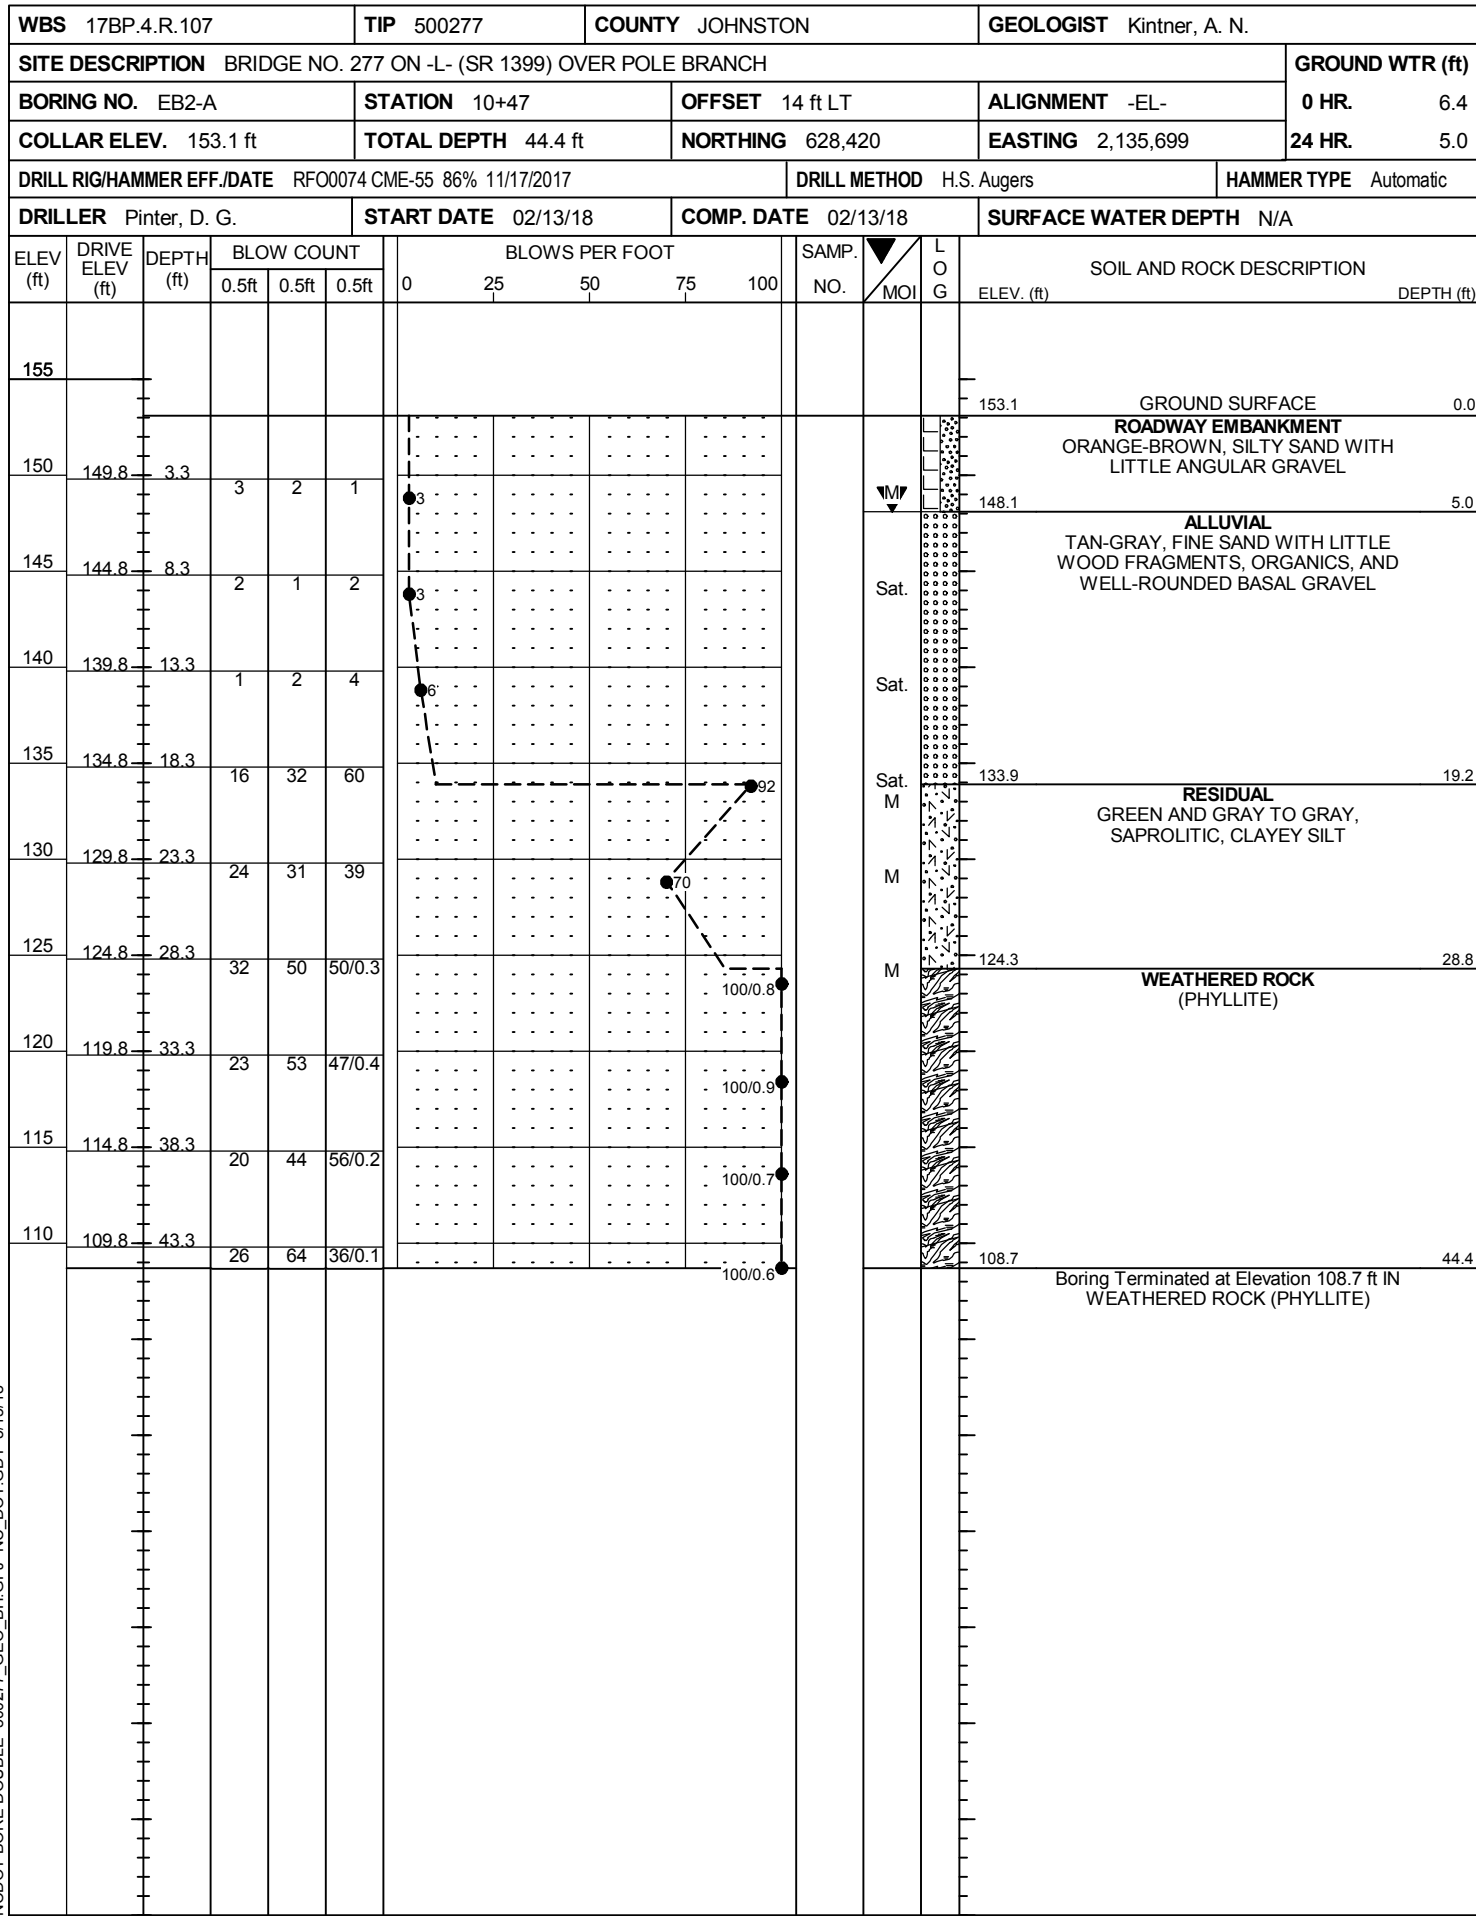 WBS 17BP.4.R.107 TIP 500277 COUNTY JOHNSTON GEOLOGIST Kintner, A. N.
SITE DESCRIPTION BRIDGE NO. 277 ON -L- (SR 1399) OVER POLE BRANCH GROUND WTR (ft)
BORING NO. EB2-A STATION 10+47 OFFSET 14 ft LT ALIGNMENT -EL- 0 HR. 6.4
COLLAR ELEV. 153.1 ft TOTAL DEPTH 44.4 ft NORTHING 628,420 EASTING 2,135,699 24 HR. 5.0
DRILL RIG/HAMMER EFF./DATE RFO0074 CME-55 86% 11/17/2017 DRILL METHOD H.S. Augers HAMMER TYPE Automatic
DRILLER Pinter, D. G. START DATE 02/13/18 COMP. DATE 02/13/18 SURFACE WATER DEPTH N/A
ELEV (ft) DRIVE ELEV (ft) DEPTH (ft) BLOW COUNT BLOWS PER FOOT SAMP. NO. MOI LOG SOIL AND ROCK DESCRIPTION
0.5ft 0.5ft 0.5ft 0 25 50 75 100 ELEV. (ft) DEPTH (ft)
155
153.1 GROUND SURFACE 0.0
ROADWAY EMBANKMENT
ORANGE-BROWN, SILTY SAND WITH
LITTLE ANGULAR GRAVEL
150 149.8 3.3
3 2 1 3 M
148.1 5.0
ALLUVIAL
TAN-GRAY, FINE SAND WITH LITTLE
WOOD FRAGMENTS, ORGANICS, AND
WELL-ROUNDED BASAL GRAVEL
145 144.8 8.3
2 1 2 3 Sat.
140 139.8 13.3
1 2 4 6 Sat.
135 134.8 18.3
16 32 60 92 Sat.
133.9 19.2
M
RESIDUAL
GREEN AND GRAY TO GRAY,
SAPROLITIC, CLAYEY SILT
130 129.8 23.3
24 31 39 70 M
125 124.8 28.3
32 50 50/0.3 100/0.8 M
124.3 28.8
WEATHERED ROCK
(PHYLLITE)
120 119.8 33.3
23 53 47/0.4 100/0.9
115 114.8 38.3
20 44 56/0.2 100/0.7
110 109.8 43.3
26 64 36/0.1 100/0.6
108.7 44.4
Boring Terminated at Elevation 108.7 ft IN
WEATHERED ROCK (PHYLLITE)